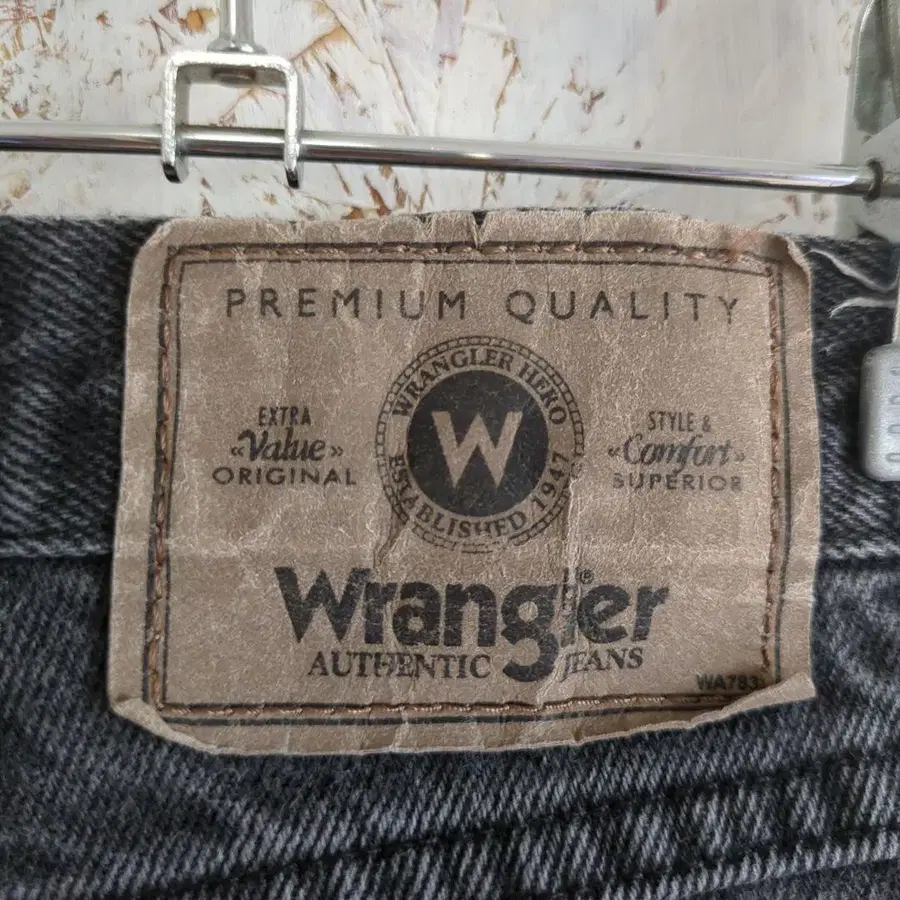 PREMIUM QUALITY
WRANGLER HERO
W
ESTABLISHED 1947
EXTRA
«Value»
ORIGINAL
STYLE &
«Comfort»
SUPERIOR
Wrangler®
AUTHENTIC JEANS
WA783